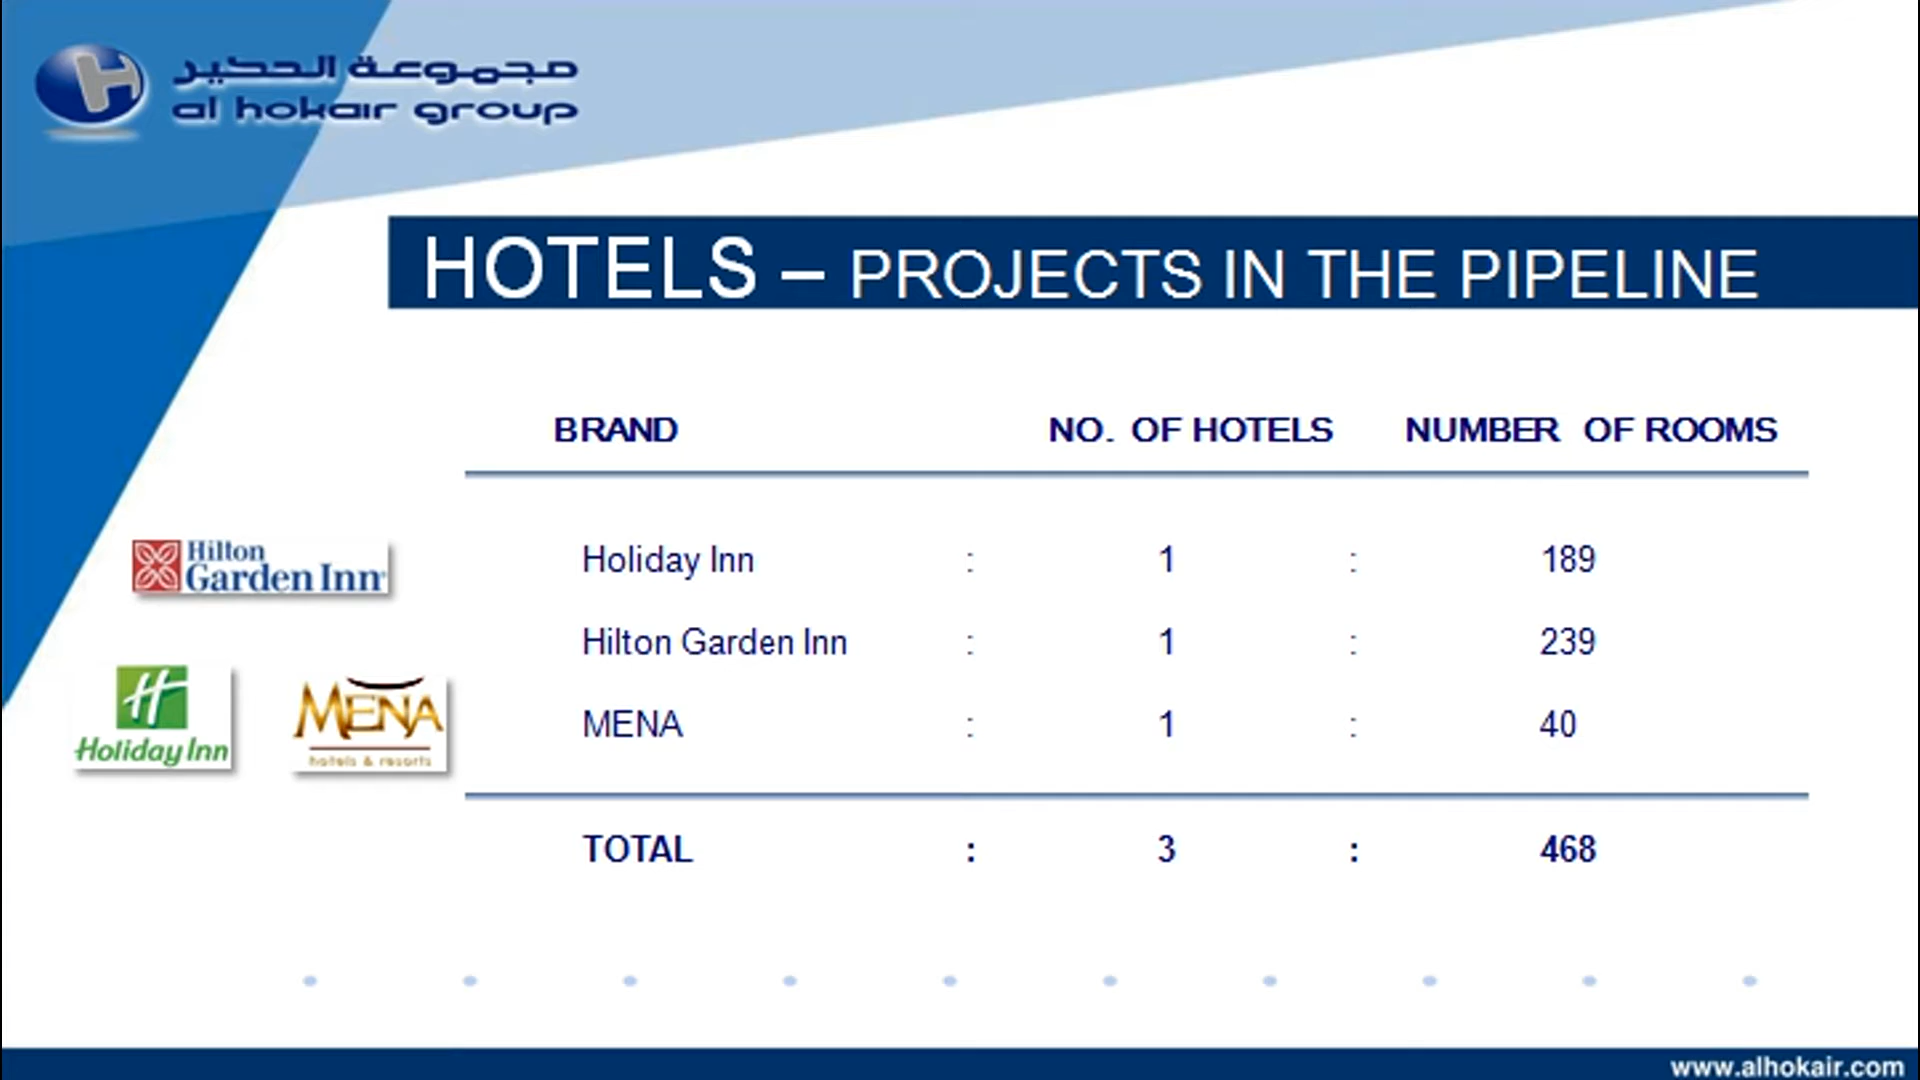 مجموعة الحكير
al hokair group
HOTELS – PROJECTS IN THE PIPELINE
BRAND NO. OF HOTELS NUMBER OF ROOMS
Hilton
Garden Inn
Holiday Inn : 1 : 189
Hilton Garden Inn : 1 : 239
MENA : 1 : 40
Holiday Inn
MENA
hotels & resorts
TOTAL : 3 : 468
www.alhokair.com